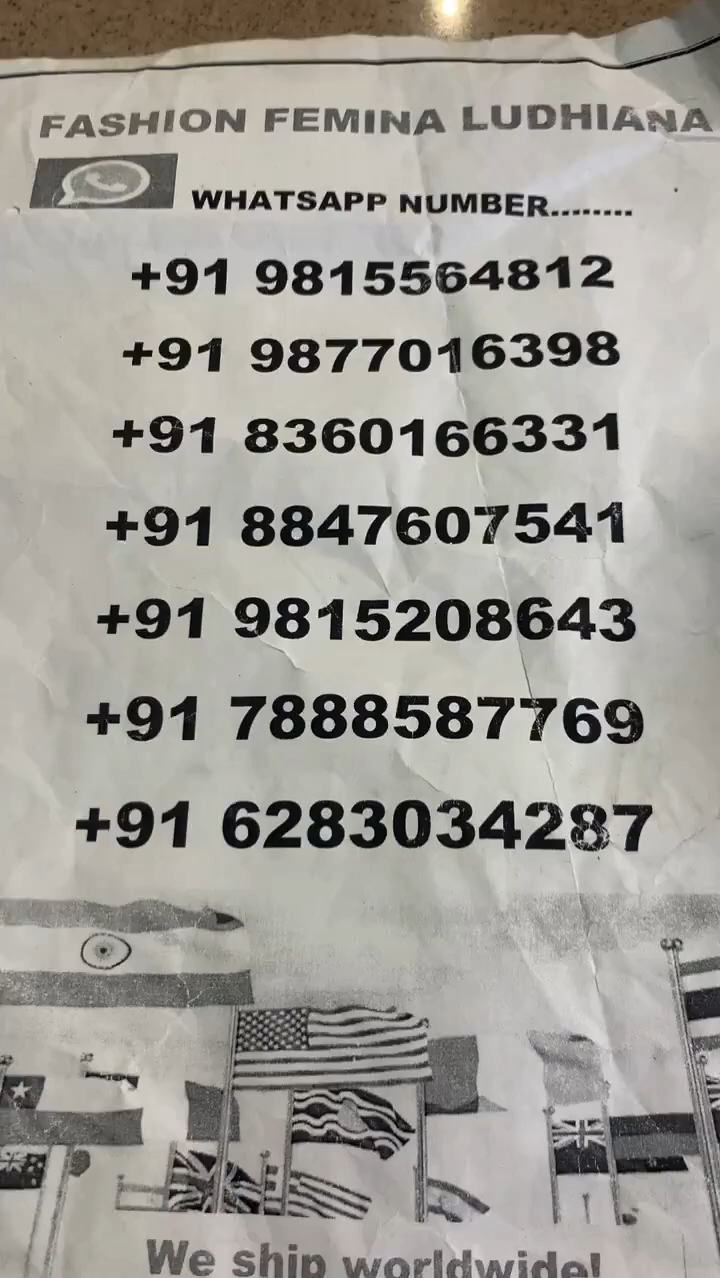 FASHION FEMINA LUDHIANA
WHATSAPP NUMBER........
+91 9815564812
+91 9877016398
+91 8360166331
+91 8847607541
+91 9815208643
+91 7888587769
+91 6283034287
We ship worldwide!